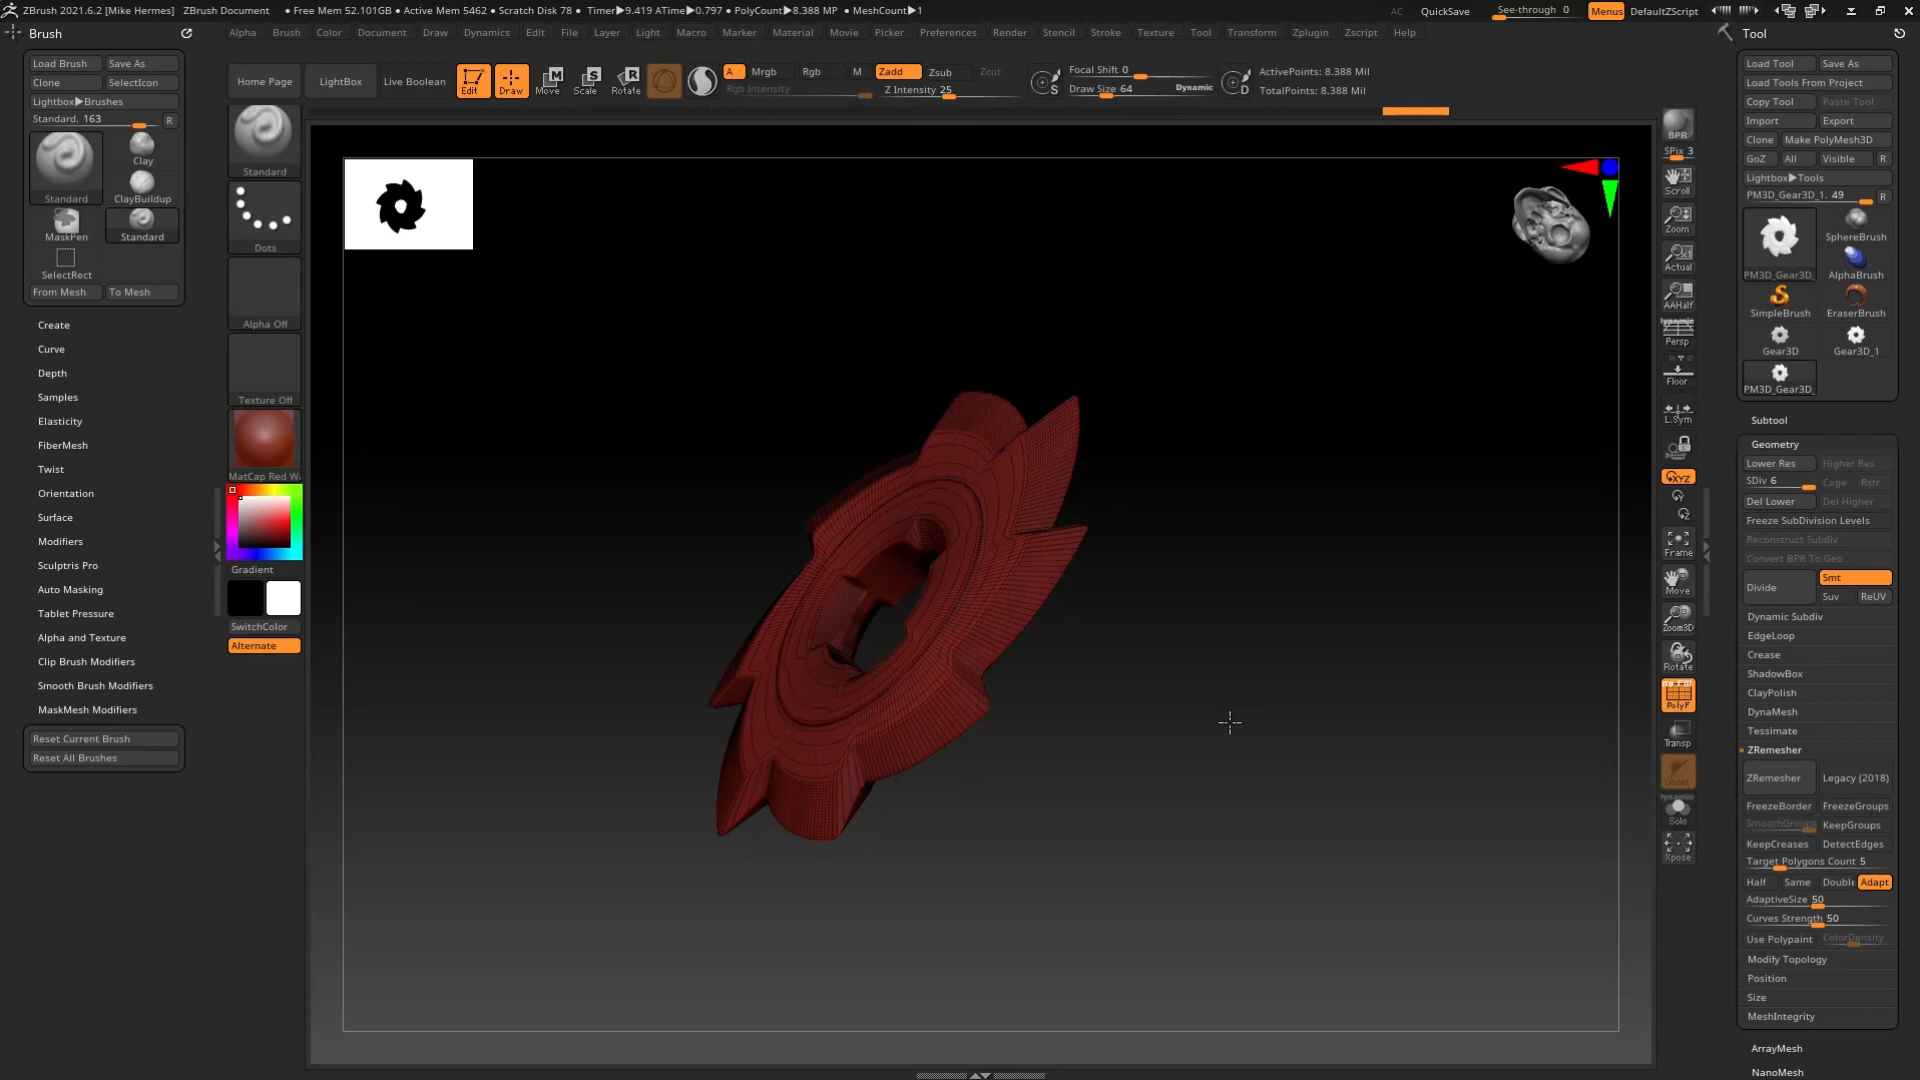 ZBrush 2021.6.2 [Mike Hermes] ZBrush Document • Free Mem 52.101GB • Active Mem 5462 • Scratch Disk 78 • Timer▶9.419 ATime▶0.797 • PolyCount▶8.388 MP • MeshCount▶1 AC QuickSave See-through 0 Menus DefaultZScript
Brush
Alpha Brush Color Document Draw Dynamics Edit File Layer Light Macro Marker Material Movie Picker Preferences Render Stencil Stroke Texture Tool Transform Zplugin Zscript Help
Tool
Load Brush Save As
Clone SelectIcon
Lightbox▶Brushes
Standard. 163 R
Standard
Clay
ClayBuildup
MaskPen Standard
SelectRect
From Mesh To Mesh
Create
Curve
Depth
Samples
Elasticity
FiberMesh
Twist
Orientation
Surface
Modifiers
Sculptris Pro
Auto Masking
Tablet Pressure
Alpha and Texture
Clip Brush Modifiers
Smooth Brush Modifiers
MaskMesh Modifiers
Reset Current Brush
Reset All Brushes
Home Page LightBox Live Boolean
Edit Draw Move Scale Rotate
A Mrgb Rgb M Zadd Zsub Zcut
Rgb Intensity Z Intensity 25
Focal Shift 0
Draw Size 64 Dynamic
ActivePoints: 8.388 Mil
TotalPoints: 8.388 Mil
Standard
Dots
Alpha Off
Texture Off
MatCap Red W
Gradient
SwitchColor
Alternate
BPR
SPix 3
Scroll
Zoom
Actual
AAHalf
Dynamic
Persp
Floor
L.Sym
XYZ
Frame
Move
Zoom3D
Rotate
PolyF
Transp
Dynamic
Solo
Xpose
Load Tool Save As
Load Tools From Project
Copy Tool Paste Tool
Import Export
Clone Make PolyMesh3D
GoZ All Visible R
Lightbox▶Tools
PM3D_Gear3D_1. 49 R
PM3D_Gear3D_
SphereBrush
AlphaBrush
SimpleBrush EraserBrush
Gear3D Gear3D_1
PM3D_Gear3D_
Subtool
Geometry
Lower Res Higher Res
SDiv 6 Cage Rstr
Del Lower Del Higher
Freeze SubDivision Levels
Reconstruct Subdiv
Convert BPR To Geo
Divide Smt
Suv ReUV
Dynamic Subdiv
EdgeLoop
Crease
ShadowBox
ClayPolish
DynaMesh
Tessimate
ZRemesher
ZRemesher Legacy (2018)
FreezeBorder FreezeGroups
SmoothGroups KeepGroups
KeepCreases DetectEdges
Target Polygons Count 5
Half Same Double Adapt
AdaptiveSize 50
Curves Strength 50
Use Polypaint ColorDensity
Modify Topology
Position
Size
MeshIntegrity
ArrayMesh
NanoMesh